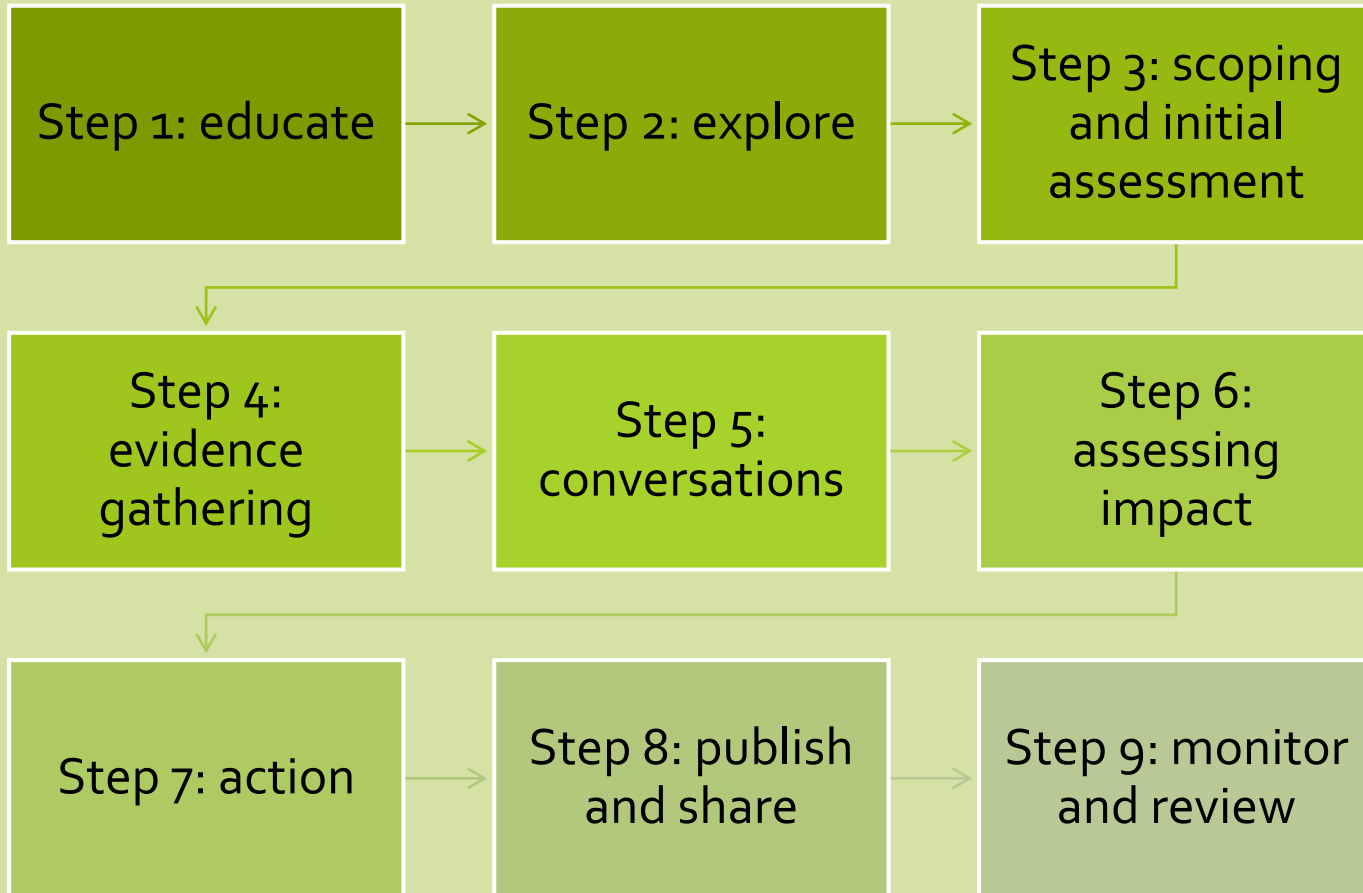 Step 1: educate
Step 2: explore
Step 3: scoping
and initial
assessment
Step 4:
evidence
gathering
Step 5:
conversations
Step 6:
assessing
impact
Step 7: action
Step 8: publish
and share
Step 9: monitor
and review